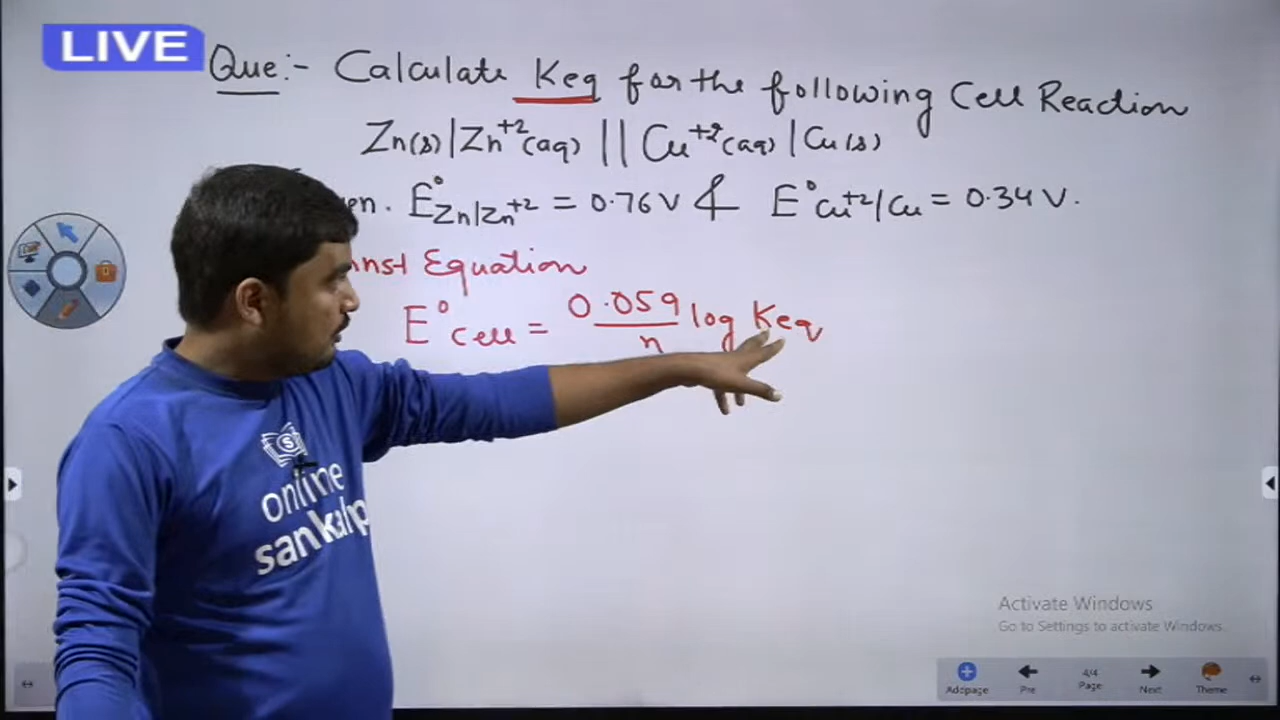 LIVE
Que:- Calculate Keq for the following Cell Reaction
Zn(s)|Zn⁺²(aq) || Cu⁺²(aq) | Cu(s)
E°Zn|Zn⁺² = 0.76 V & E°Cu⁺²/Cu = 0.34 V.
Equation
E°cell = 0.059/n log Keq
online
sankalp
Activate Windows
Go to Settings to activate Windows.
Addpage Pre 4/4 Page Next Theme